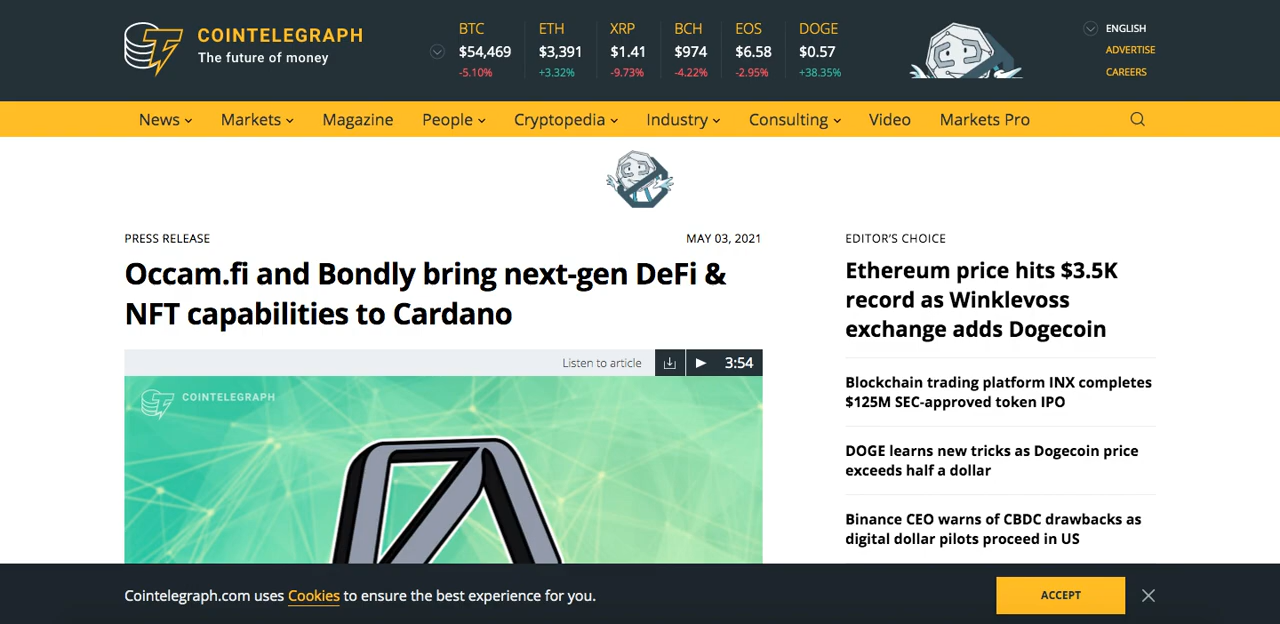 COINTELEGRAPH
The future of money
BTC
$54,469
-5.10%
ETH
$3,391
+3.32%
XRP
$1.41
-9.73%
BCH
$974
-4.22%
EOS
$6.58
-2.95%
DOGE
$0.57
+38.35%
ENGLISH
ADVERTISE
CAREERS
News
Markets
Magazine
People
Cryptopedia
Industry
Consulting
Video
Markets Pro
PRESS RELEASE
MAY 03, 2021
Occam.fi and Bondly bring next-gen DeFi &
NFT capabilities to Cardano
Listen to article
3:54
COINTELEGRAPH
EDITOR'S CHOICE
Ethereum price hits $3.5K
record as Winklevoss
exchange adds Dogecoin
Blockchain trading platform INX completes
$125M SEC-approved token IPO
DOGE learns new tricks as Dogecoin price
exceeds half a dollar
Binance CEO warns of CBDC drawbacks as
digital dollar pilots proceed in US
Cointelegraph.com uses Cookies to ensure the best experience for you.
ACCEPT